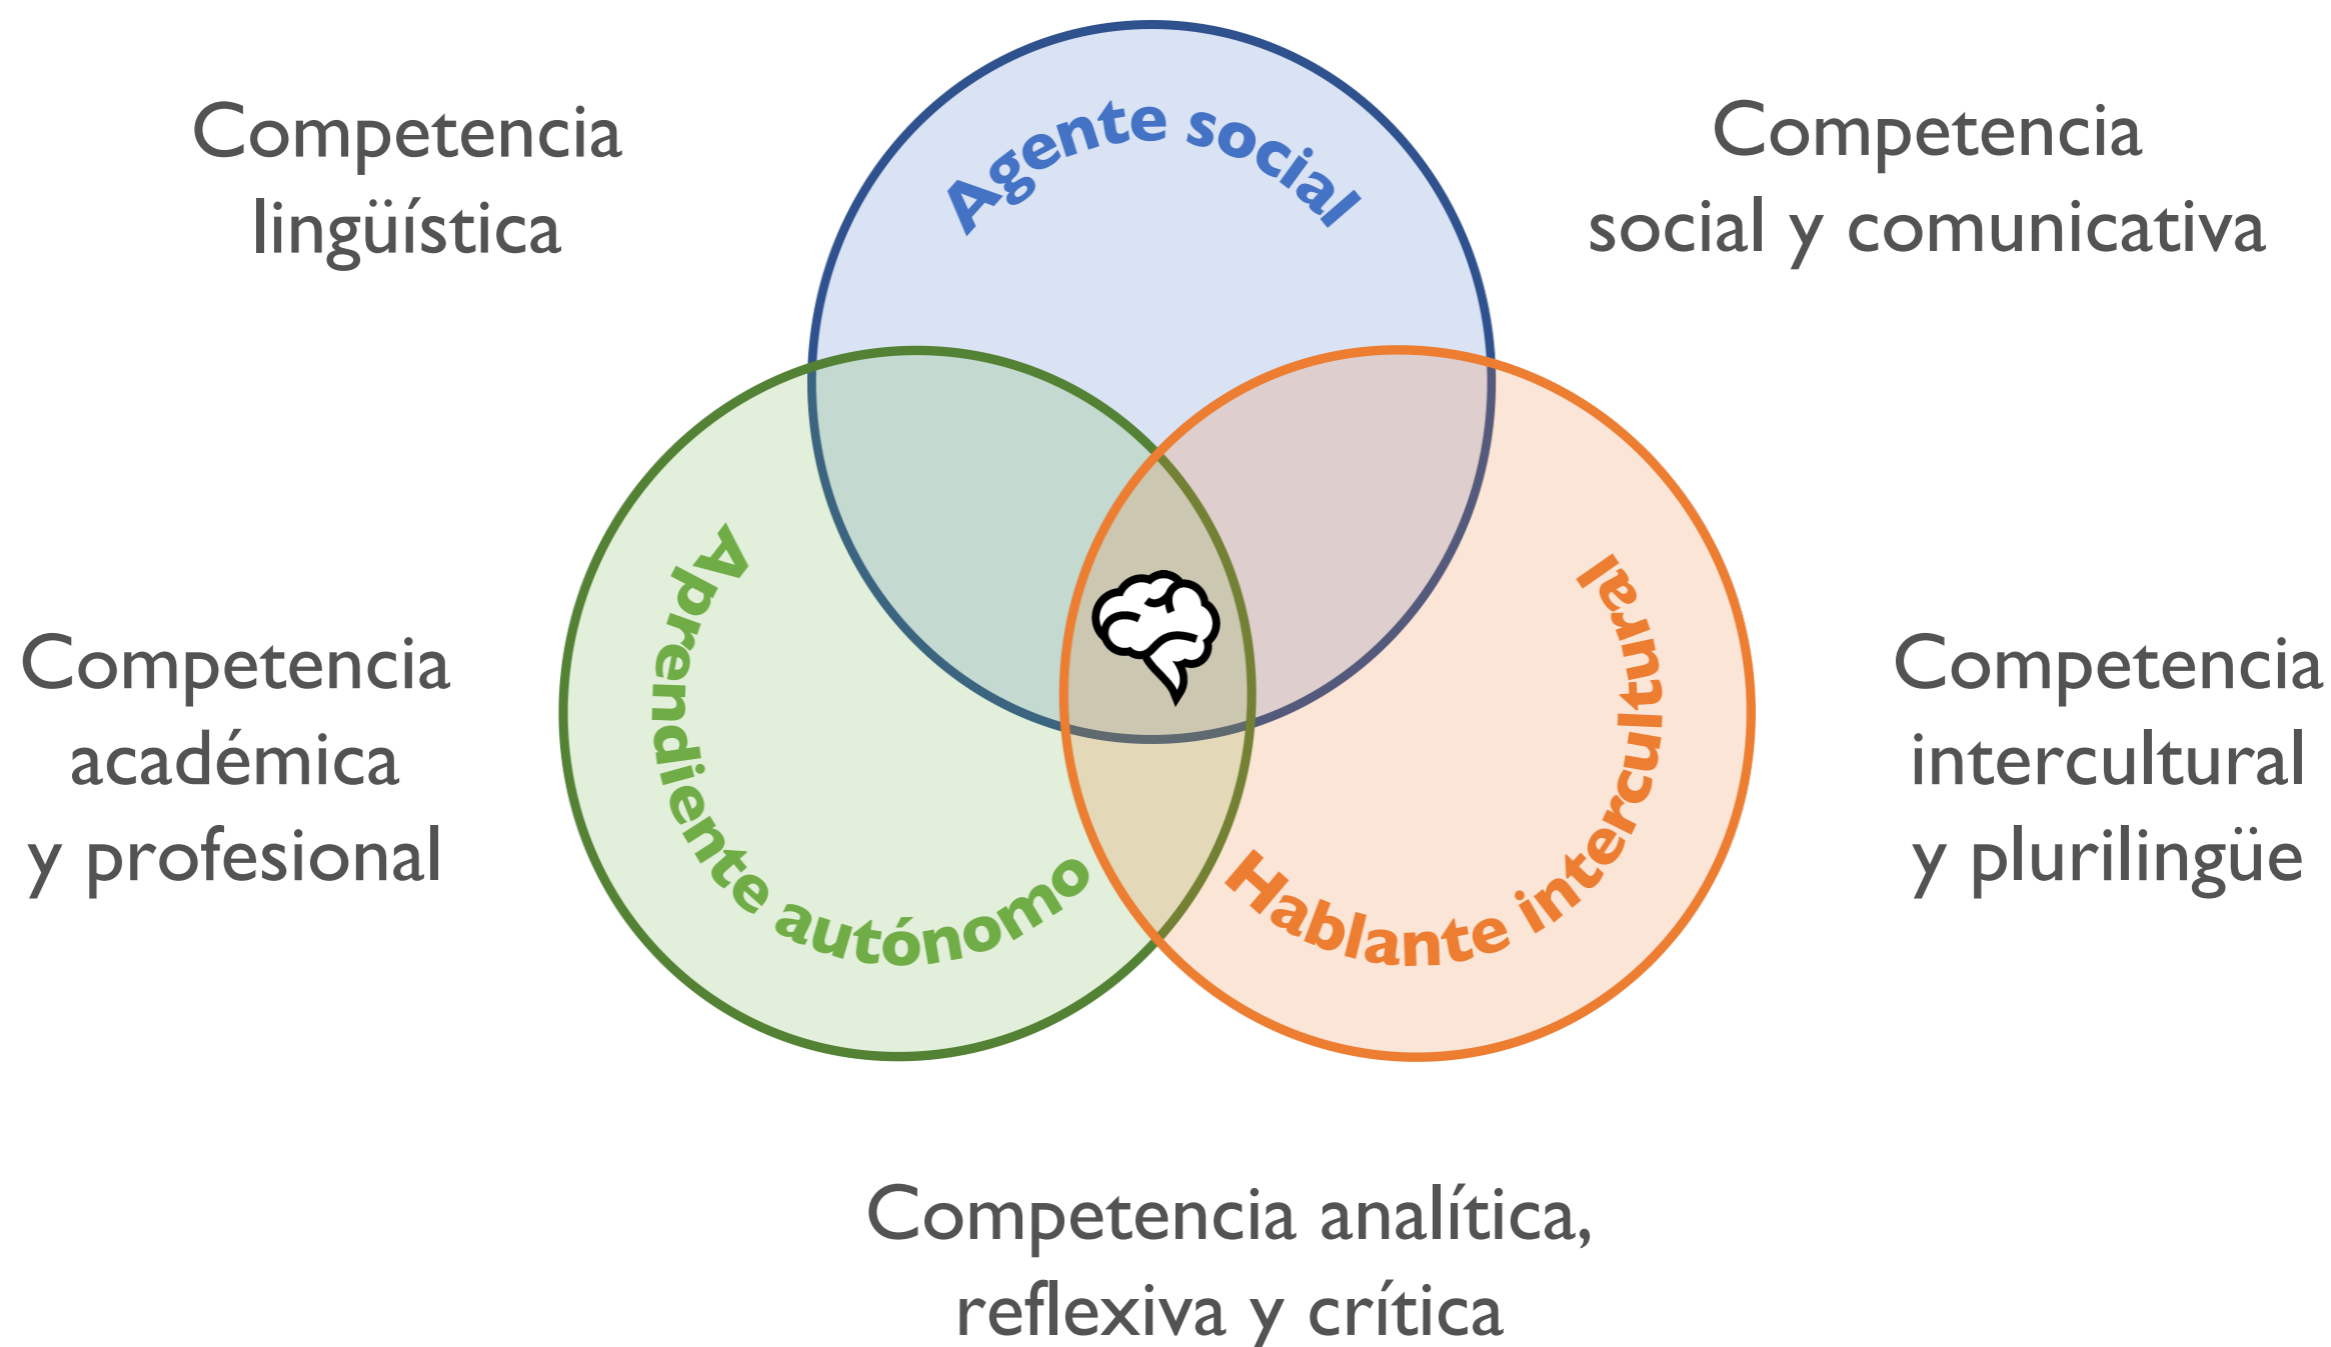 Agente social
Competencia
lingüística
Competencia
social y comunicativa
Aprendiente autónomo
Hablante intercultural
Competencia
académica
y profesional
Competencia
intercultural
y plurilingüe
Competencia analítica,
reflexiva y crítica